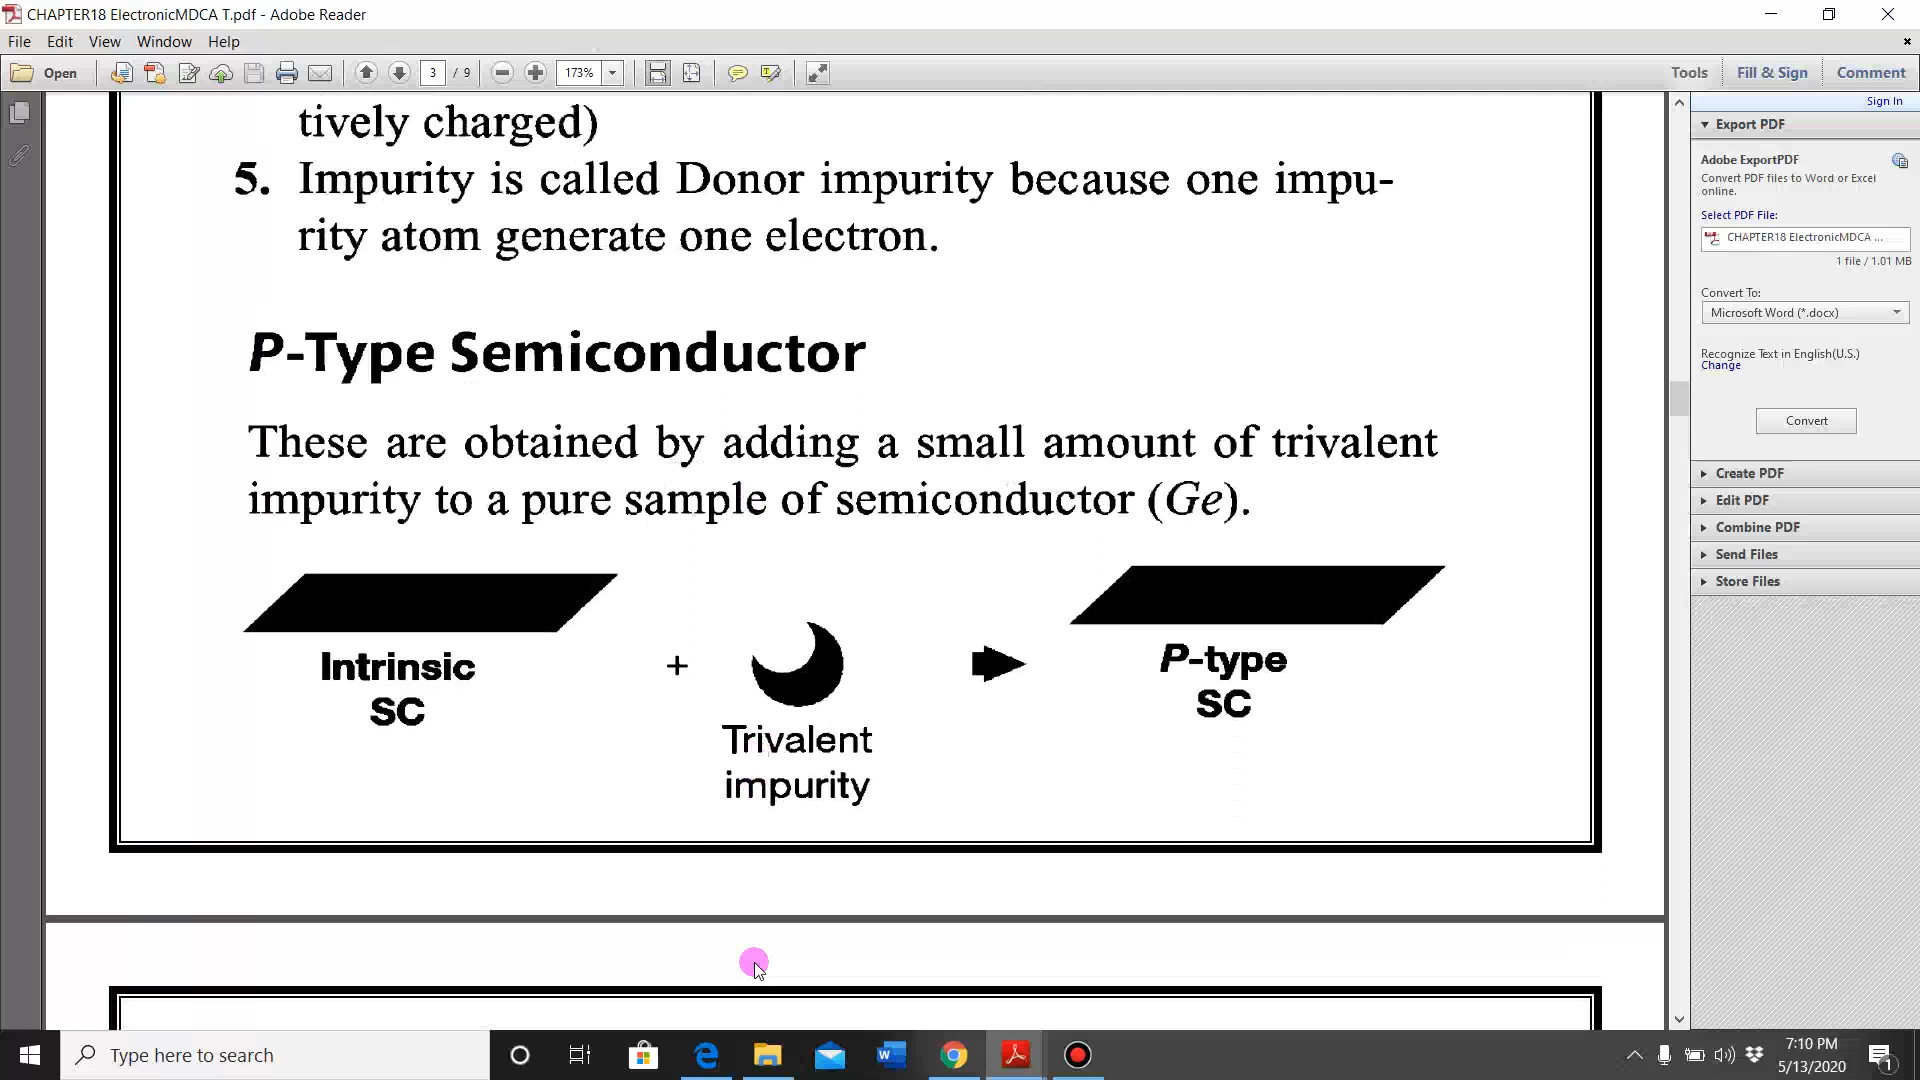 CHAPTER18 ElectronicMDCA T.pdf - Adobe Reader
File Edit View Window Help
Open 3 / 9 173% Tools Fill & Sign Comment
Sign In
tively charged)
5. Impurity is called Donor impurity because one impu-
rity atom generate one electron.
P-Type Semiconductor
These are obtained by adding a small amount of trivalent
impurity to a pure sample of semiconductor (Ge).
Intrinsic
SC
+
Trivalent
impurity
P-type
SC
Export PDF
Adobe ExportPDF
Convert PDF files to Word or Excel
online.
Select PDF File:
CHAPTER18 ElectronicMDCA ...
1 file / 1.01 MB
Convert To:
Microsoft Word (*.docx)
Recognize Text in English(U.S.)
Change
Convert
Create PDF
Edit PDF
Combine PDF
Send Files
Store Files
Type here to search
7:10 PM
5/13/2020
1